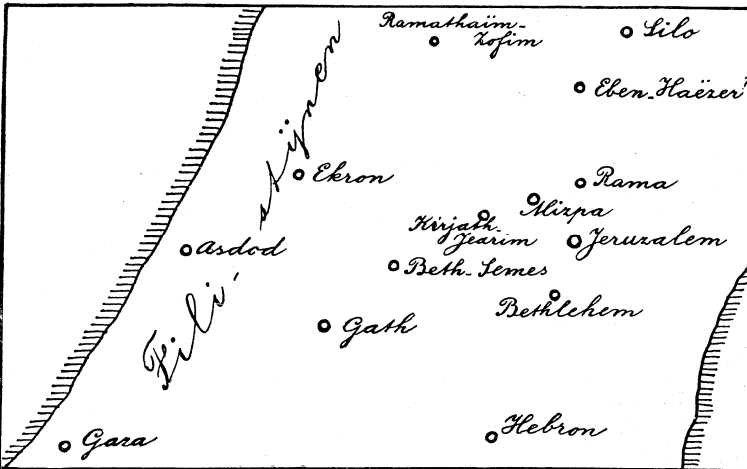 Ramathaïm-
Zofim
Silo
Eben-Haëzer
Filistijnen
Ekron
Rama
Mizpa
Kirjath-
Jearim
Jeruzalem
Asdod
Beth-Semes
Bethlehem
Gath
Hebron
Gaza